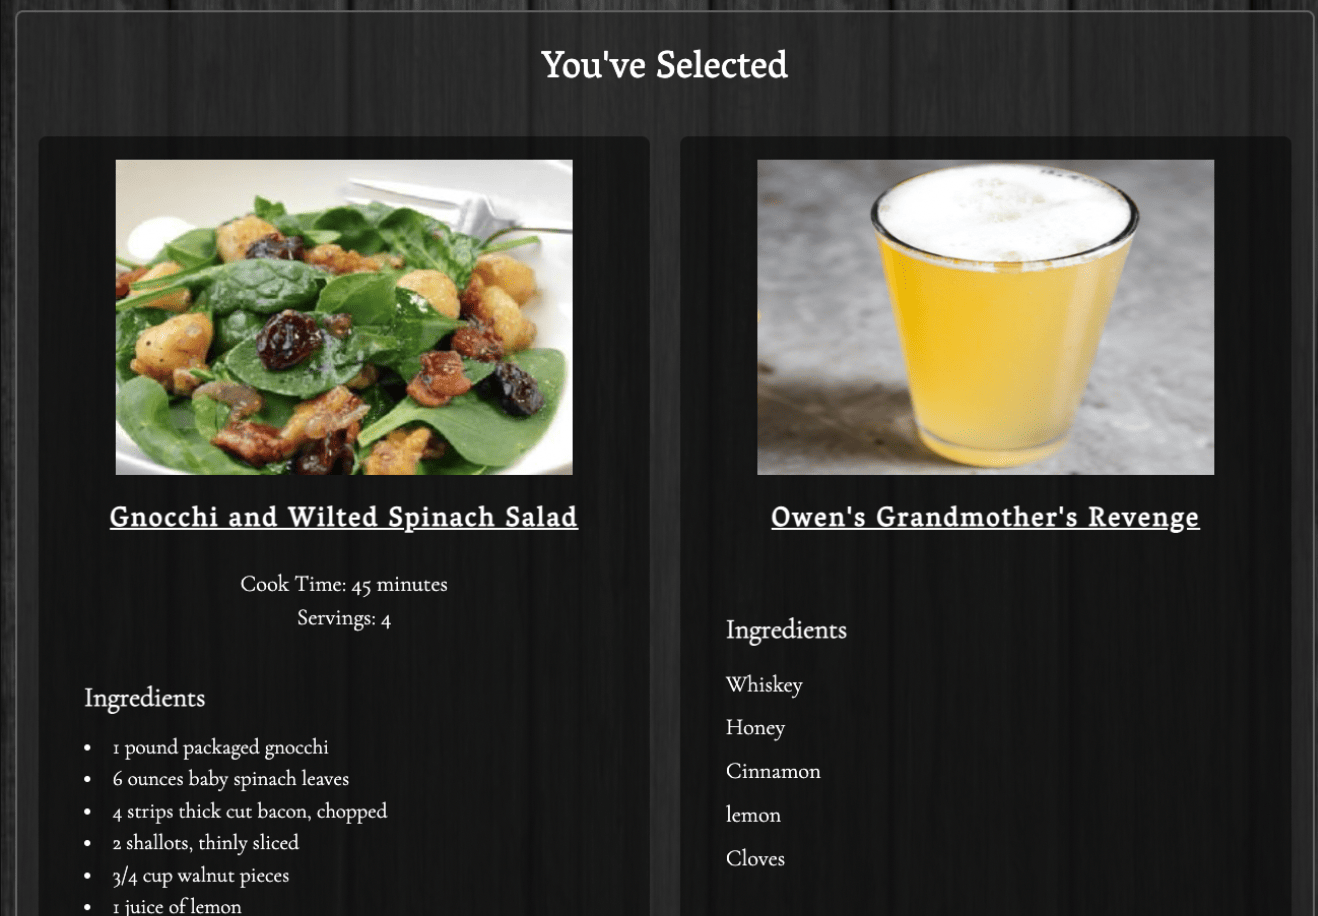 You've Selected
Gnocchi and Wilted Spinach Salad
Cook Time: 45 minutes
Servings: 4
Ingredients
• 1 pound packaged gnocchi
• 6 ounces baby spinach leaves
• 4 strips thick cut bacon, chopped
• 2 shallots, thinly sliced
• 3/4 cup walnut pieces
• 1 juice of lemon
Owen's Grandmother's Revenge
Ingredients
Whiskey
Honey
Cinnamon
lemon
Cloves